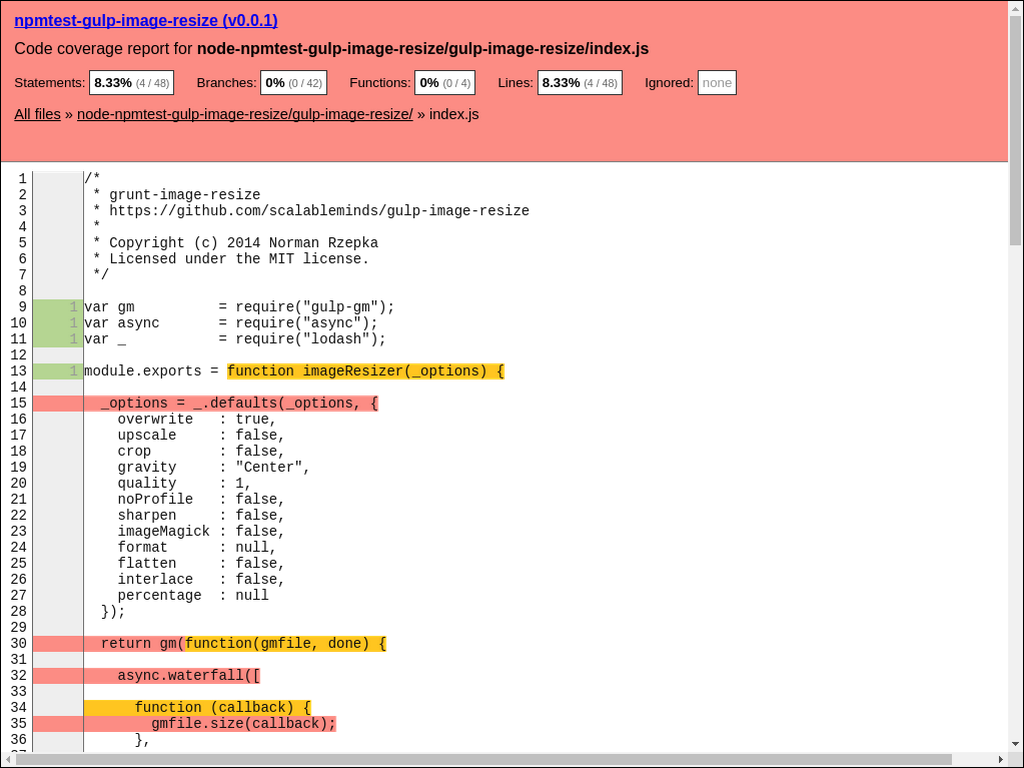 npmtest-gulp-image-resize (v0.0.1)
Code coverage report for node-npmtest-gulp-image-resize/gulp-image-resize/index.js
Statements: 8.33% (4 / 48) Branches: 0% (0 / 42) Functions: 0% (0 / 4) Lines: 8.33% (4 / 48) Ignored: none
All files » node-npmtest-gulp-image-resize/gulp-image-resize/ » index.js
1 /*
2  * grunt-image-resize
3  * https://github.com/scalableminds/gulp-image-resize
4  *
5  * Copyright (c) 2014 Norman Rzepka
6  * Licensed under the MIT license.
7  */
8
9 1 var gm          = require("gulp-gm");
10 1 var async       = require("async");
11 1 var _           = require("lodash");
12
13 1 module.exports = function imageResizer(_options) {
14
15   _options = _.defaults(_options, {
16     overwrite   : true,
17     upscale     : false,
18     crop        : false,
19     gravity     : "Center",
20     quality     : 1,
21     noProfile   : false,
22     sharpen     : false,
23     imageMagick : false,
24     format      : null,
25     flatten     : false,
26     interlace   : false,
27     percentage  : null
28   });
29
30   return gm(function(gmfile, done) {
31
32     async.waterfall([
33
34       function (callback) {
35         gmfile.size(callback);
36       },